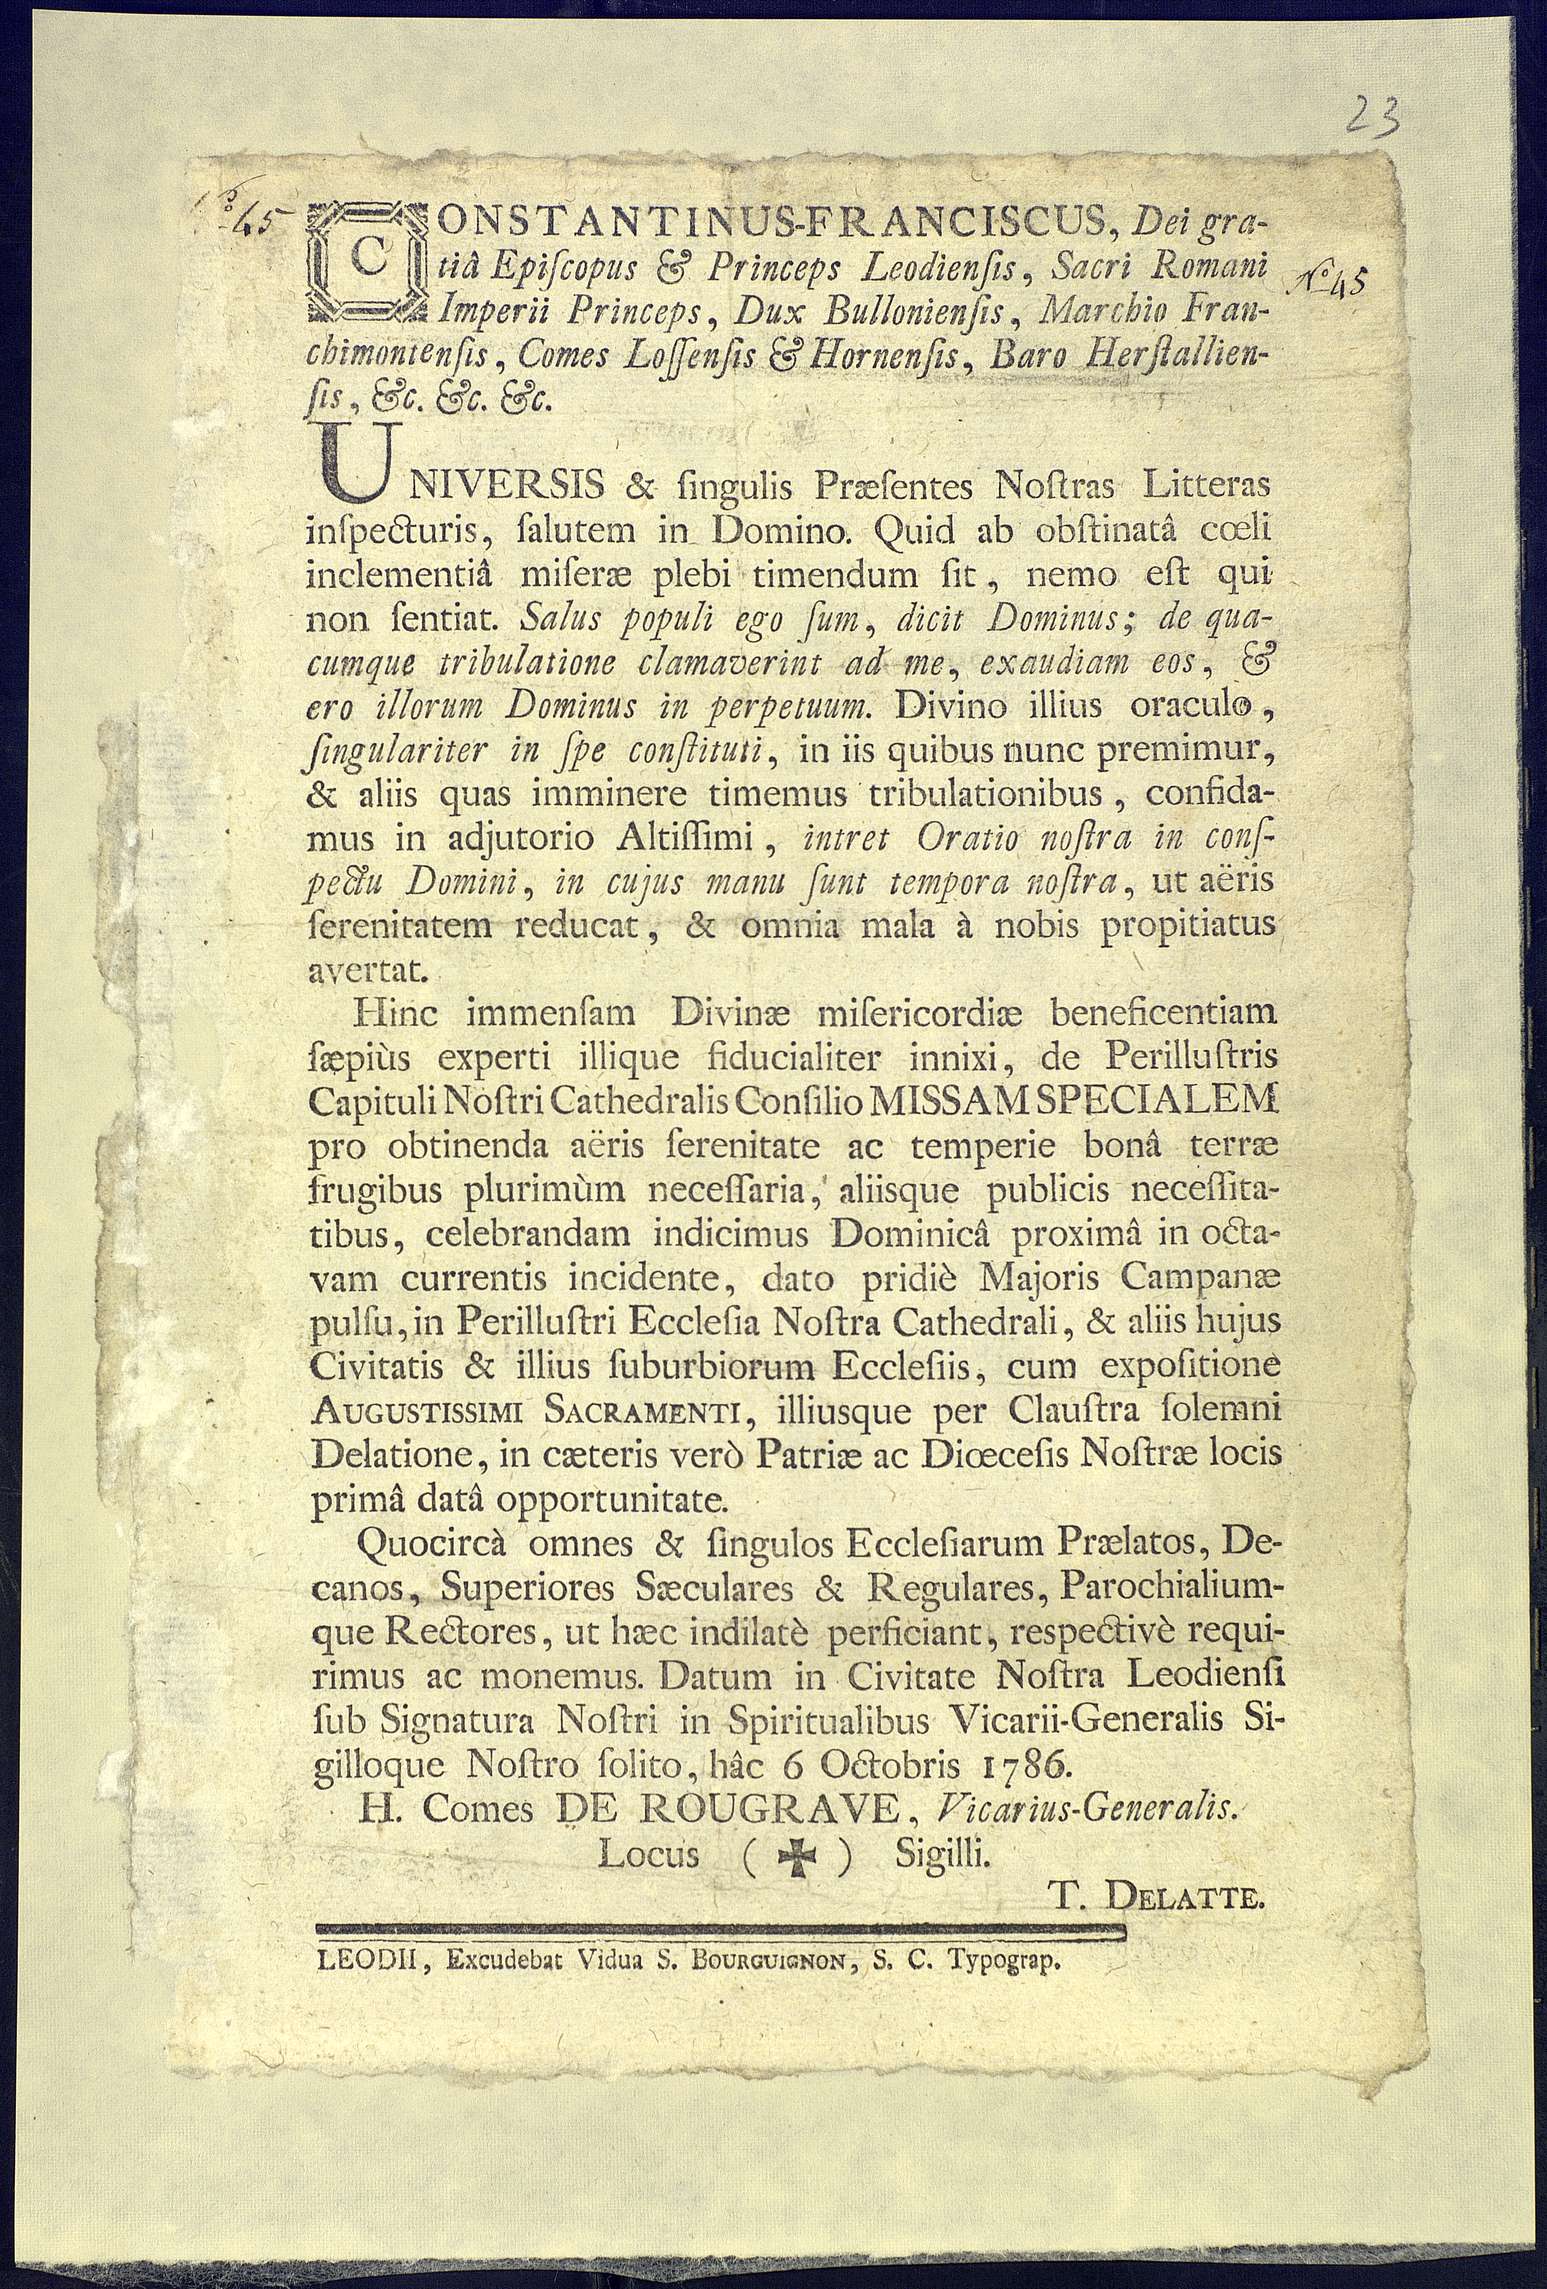 23
No 45
CONSTANTINUS-FRANCISCUS, Dei gra-
tiâ Epiſcopus & Princeps Leodienſis, Sacri Romani
No 45
Imperii Princeps, Dux Bullonienſis, Marchio Fran-
chimontenſis, Comes Loſſenſis & Hornenſis, Baro Herſtallien-
ſis, &c. &c. &c.
UNIVERSIS & ſingulis Præſentes Noſtras Litteras
inſpecturis, ſalutem in Domino. Quid ab obſtinatâ cœli
inclementiâ miſeræ plebi timendum ſit, nemo eſt qui
non ſentiat. Salus populi ego ſum, dicit Dominus; de qua-
cumque tribulatione clamaverint ad me, exaudiam eos, &
ero illorum Dominus in perpetuum. Divino illius oraculo,
ſingulariter in ſpe conſtituti, in iis quibus nunc premimur,
& aliis quas imminere timemus tribulationibus, confida-
mus in adjutorio Altiſſimi, intret Oratio noſtra in conſ-
pectu Domini, in cujus manu ſunt tempora noſtra, ut aëris
ſerenitatem reducat, & omnia mala à nobis propitiatus
avertat.
Hinc immenſam Divinæ miſericordiæ beneficentiam
ſæpiùs experti illique fiducialiter innixi, de Perilluſtris
Capituli Noſtri Cathedralis Conſilio MISSAM SPECIALEM
pro obtinenda aëris ſerenitate ac temperie bonâ terræ
frugibus plurimùm neceſſaria, aliisque publicis neceſſita-
tibus, celebrandam indicimus Dominicâ proximâ in octa-
vam currentis incidente, dato pridiè Majoris Campanæ
pulſu, in Perilluſtri Eccleſia Noſtra Cathedrali, & aliis hujus
Civitatis & illius ſuburbiorum Eccleſiis, cum expoſitione
AUGUSTISSIMI SACRAMENTI, illiusque per Clauſtra ſolemni
Delatione, in cæteris verò Patriæ ac Diœceſis Noſtræ locis
primâ datâ opportunitate.
Quocircà omnes & ſingulos Eccleſiarum Prælatos, De-
canos, Superiores Sæculares & Regulares, Parochialium-
que Rectores, ut hæc indilatè perficiant, respectivè requi-
rimus ac monemus. Datum in Civitate Noſtra Leodienſi
ſub Signatura Noſtri in Spiritualibus Vicarii-Generalis Si-
gilloque Noſtro ſolito, hâc 6 Octobris 1786.
H. Comes DE ROUGRAVE, Vicarius-Generalis.
Locus ( ✠ ) Sigilli.
T. DELATTE.
LEODII, Excudebat Vidua S. BOURGUIGNON, S. C. Typograp.